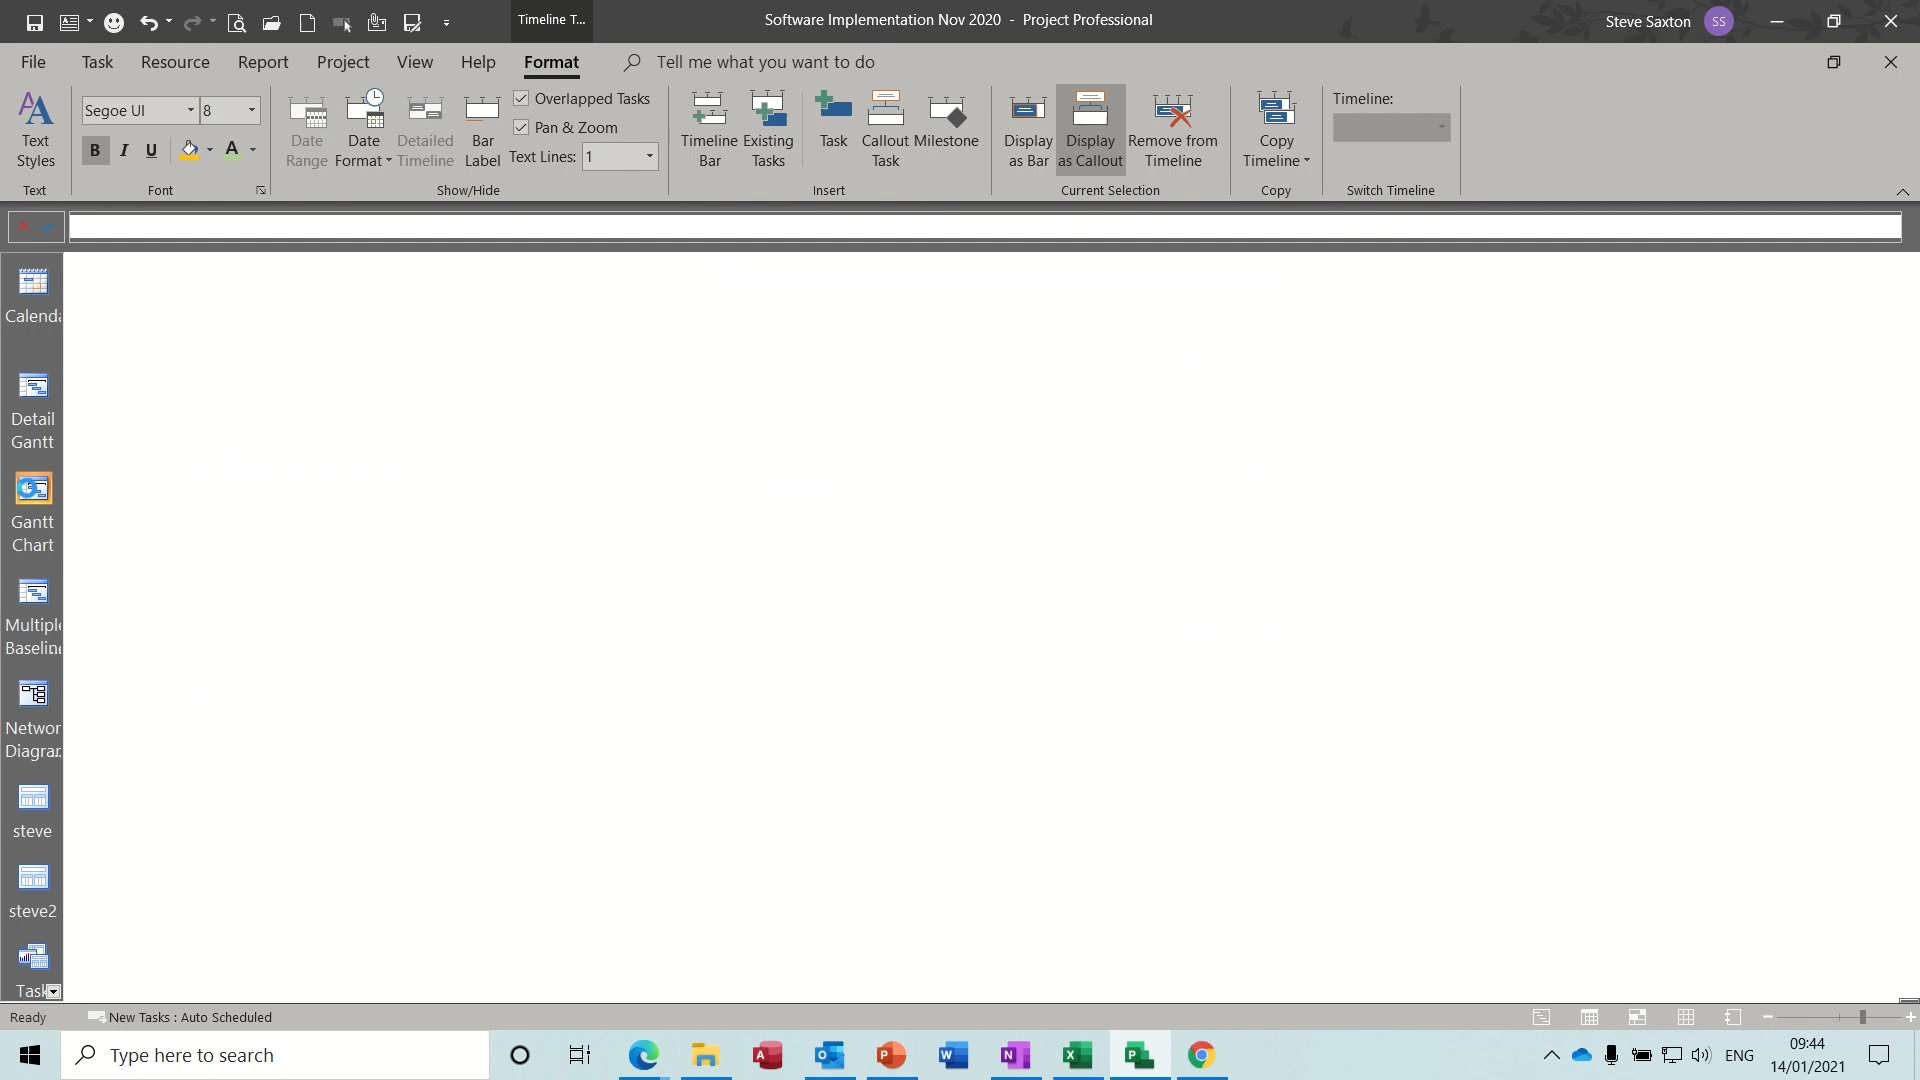 Timeline T...
Software Implementation Nov 2020 - Project Professional
Steve Saxton
SS
File
Task
Resource
Report
Project
View
Help
Format
Tell me what you want to do
Text
Styles
Text
Segoe UI
8
B
I
U
A
Font
Date
Range
Date
Format
Detailed
Timeline
Bar
Label
Overlapped Tasks
Pan & Zoom
Text Lines: 1
Show/Hide
Timeline
Bar
Existing
Tasks
Task
Callout
Task
Milestone
Insert
Display
as Bar
Display
as Callout
Remove from
Timeline
Current Selection
Copy
Timeline
Copy
Timeline:
Switch Timeline
Calenda
Detail
Gantt
Gantt
Chart
Multiple
Baseline
Networ
Diagram
steve
steve2
Task
Ready
New Tasks : Auto Scheduled
Type here to search
ENG
09:44
14/01/2021